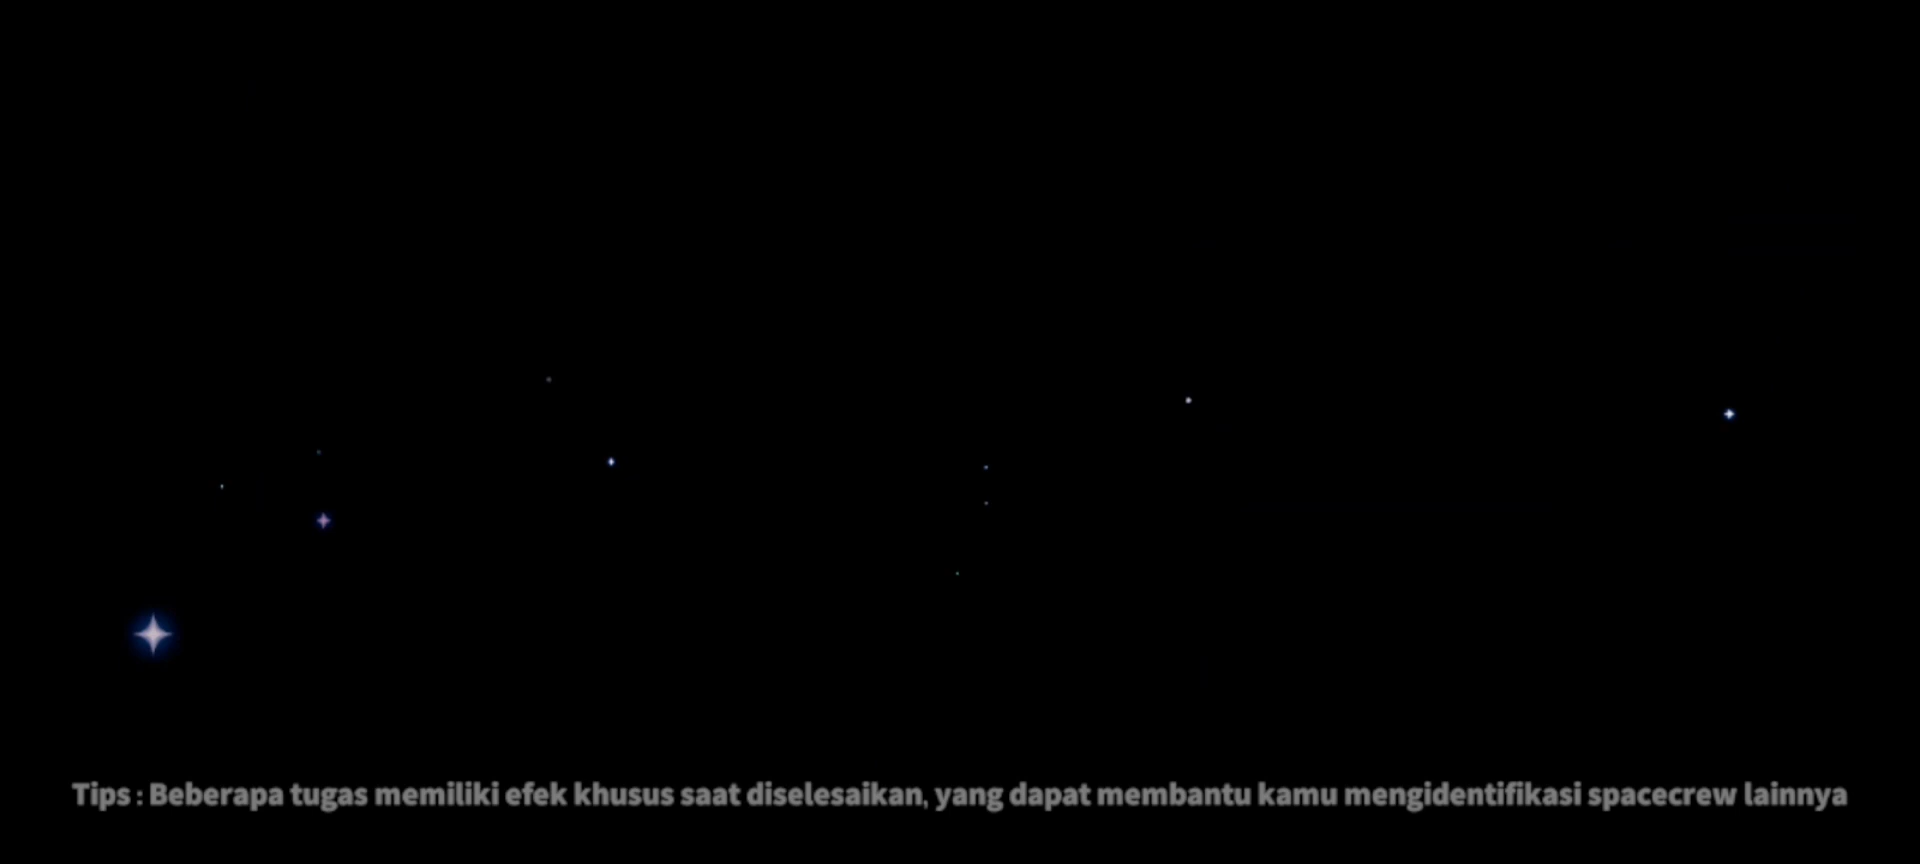 Tips : Beberapa tugas memiliki efek khusus saat diselesaikan, yang dapat membantu kamu mengidentifikasi spacecrew lainnya